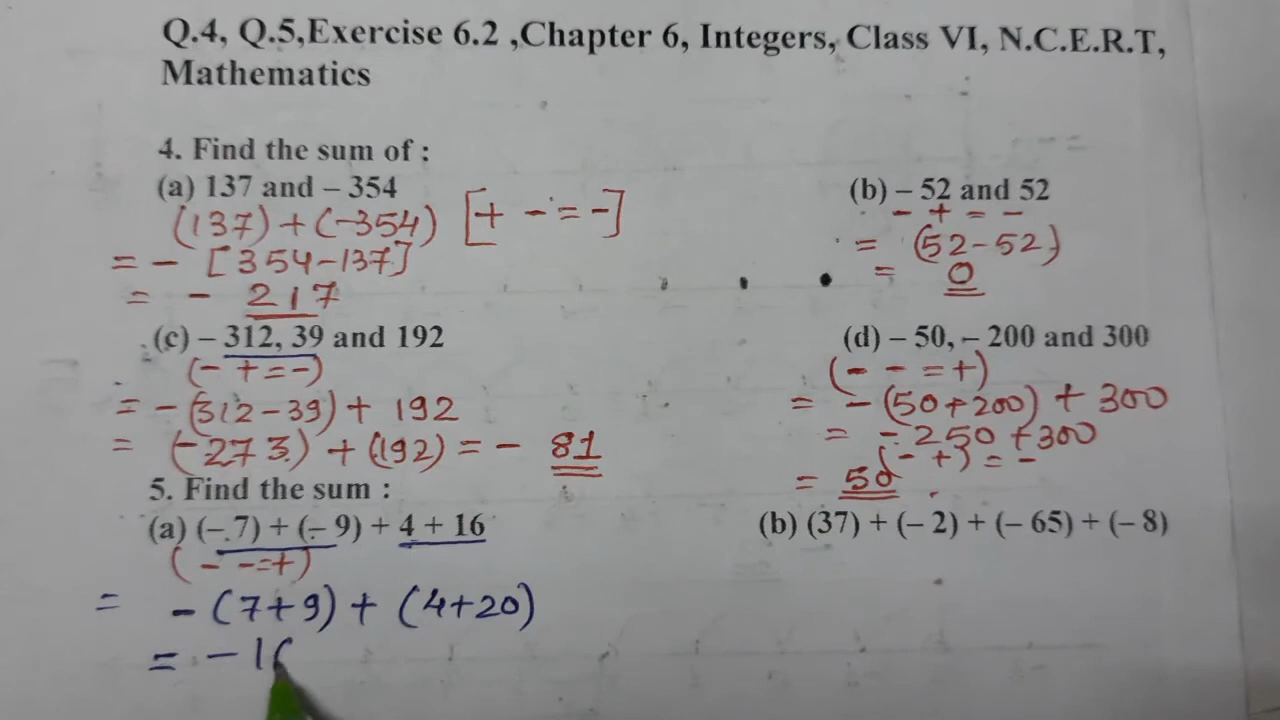 Q.4, Q.5,Exercise 6.2 ,Chapter 6, Integers, Class VI, N.C.E.R.T,
Mathematics
4. Find the sum of :
(a) 137 and – 354
(137) + (-354) [+ - = -]
= - [354-137]
= - 217
(b) – 52 and 52
- + = -
= (52-52)
= 0
(c) – 312, 39 and 192
(- + = -)
= -(312-39) + 192
= (-273) + (192) = - 81
(d) – 50, – 200 and 300
(- - = +)
= -(50+200) + 300
= -250 +300
(- +) = -
= 50
5. Find the sum :
(a) (– 7) + (– 9) + 4 + 16
(- - = +)
= -(7+9) + (4+20)
= -16
(b) (37) + (– 2) + (– 65) + (– 8)